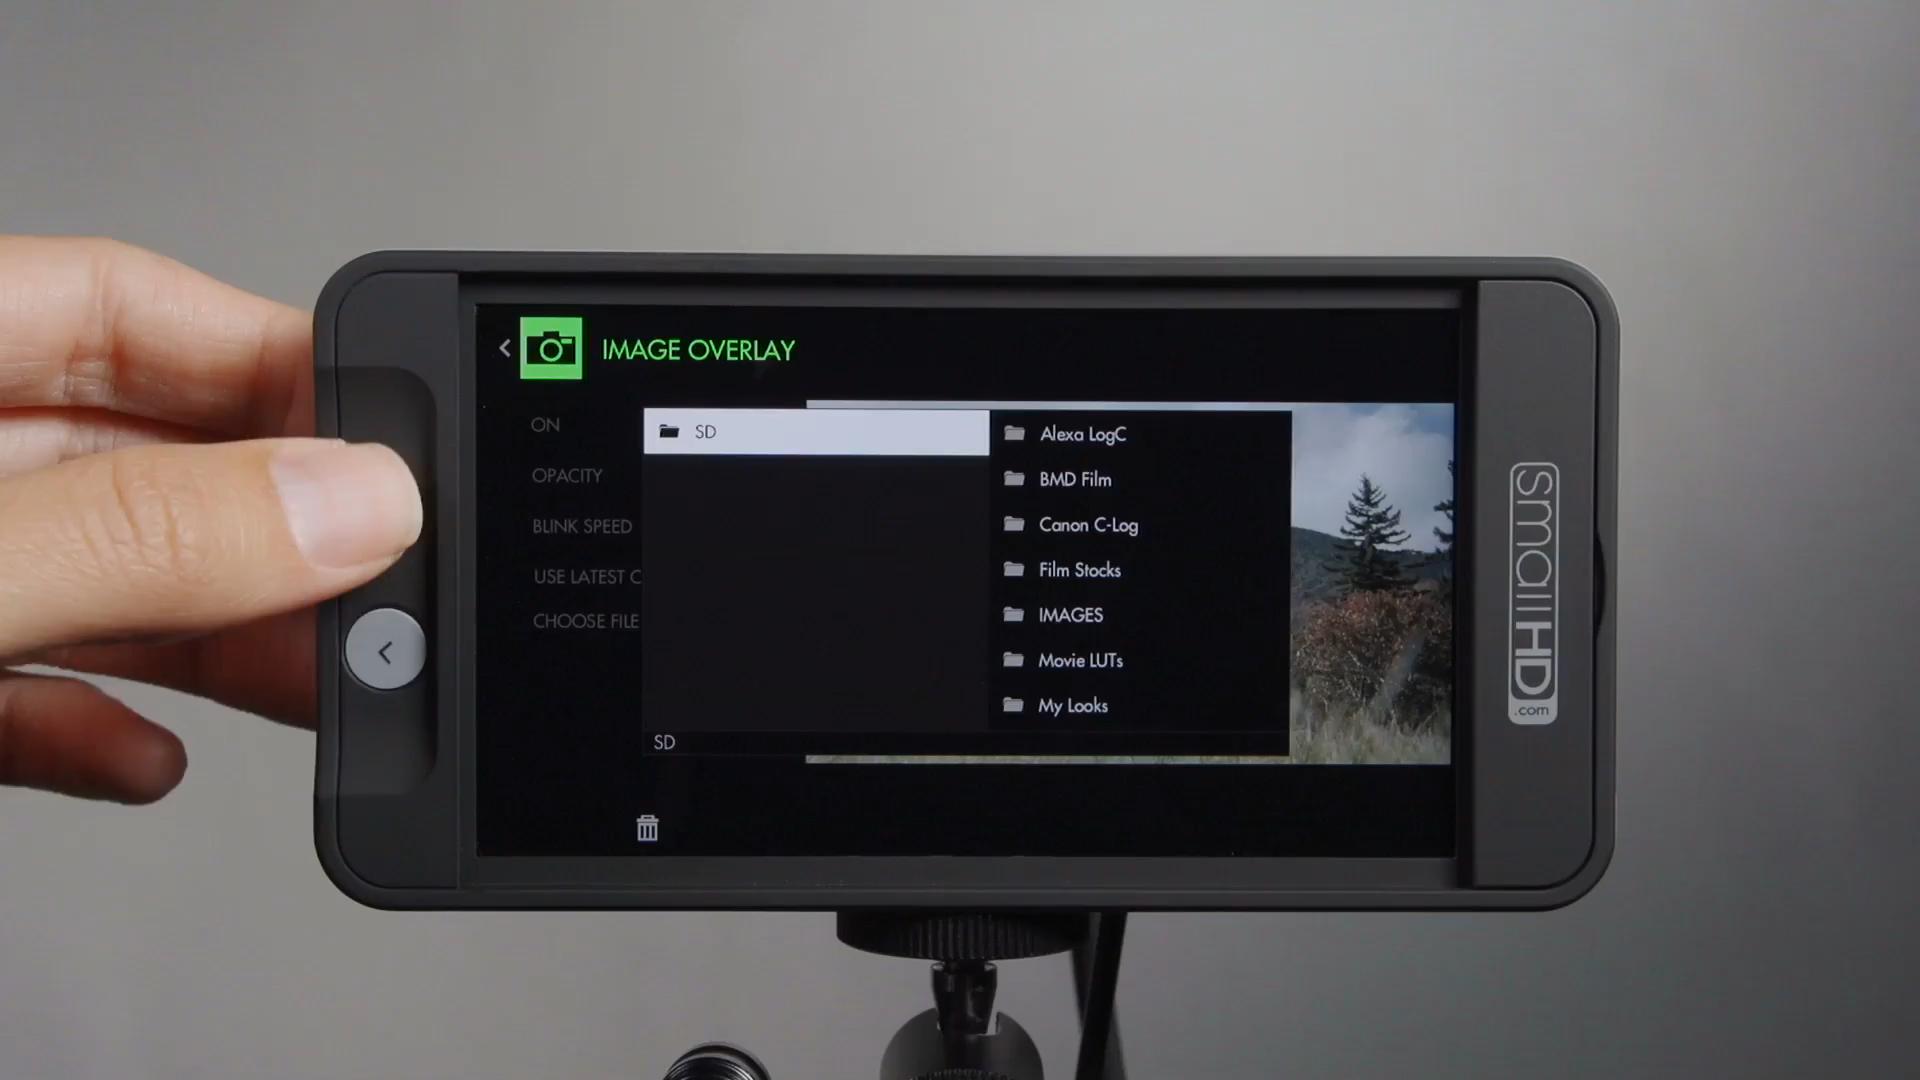 IMAGE OVERLAY
ON
OPACITY
BLINK SPEED
USE LATEST C
CHOOSE FILE
SD
Alexa LogC
BMD Film
Canon C-Log
Film Stocks
IMAGES
Movie LUTs
My Looks
SD
smallHD
.com